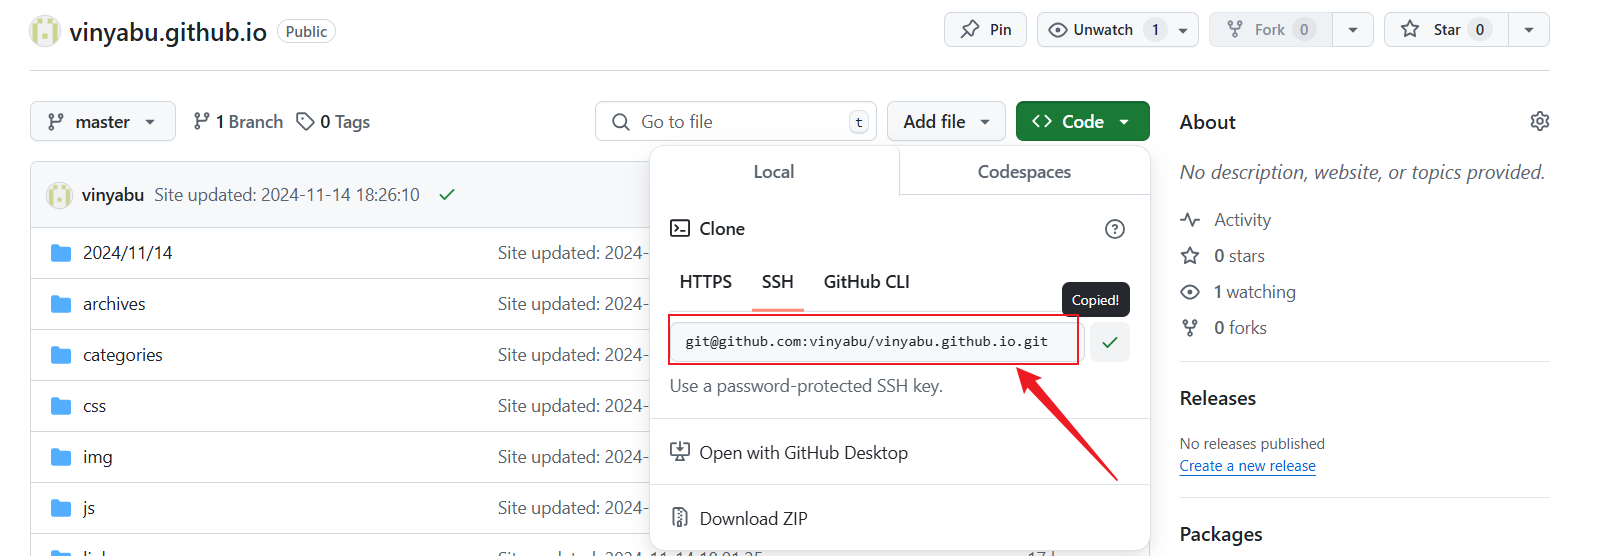 vinyabu.github.io Public
Pin
Unwatch 1
Fork 0
Star 0
master
1 Branch
0 Tags
Go to file t
Add file
Code
vinyabu Site updated: 2024-11-14 18:26:10
2024/11/14 Site updated: 2024-
archives Site updated: 2024-
categories Site updated: 2024-
css Site updated: 2024-
img Site updated: 2024-
js Site updated: 2024-
Local
Codespaces
Clone
HTTPS
SSH
GitHub CLI
Copied!
git@github.com:vinyabu/vinyabu.github.io.git
Use a password-protected SSH key.
Open with GitHub Desktop
Download ZIP
About
No description, website, or topics provided.
Activity
0 stars
1 watching
0 forks
Releases
No releases published
Create a new release
Packages